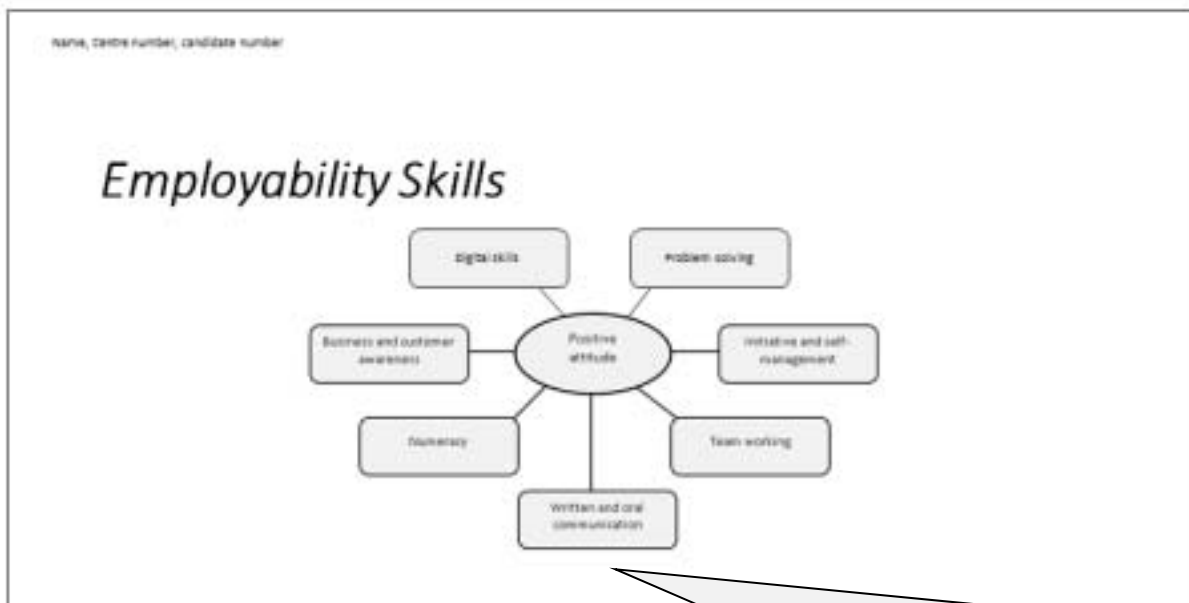 Name, Centre number, candidate number
Employability Skills
Digital skills
Problem solving
Business and customer
awareness
Positive
attitude
Initiative and self-
management
Numeracy
Team working
Written and oral
communication